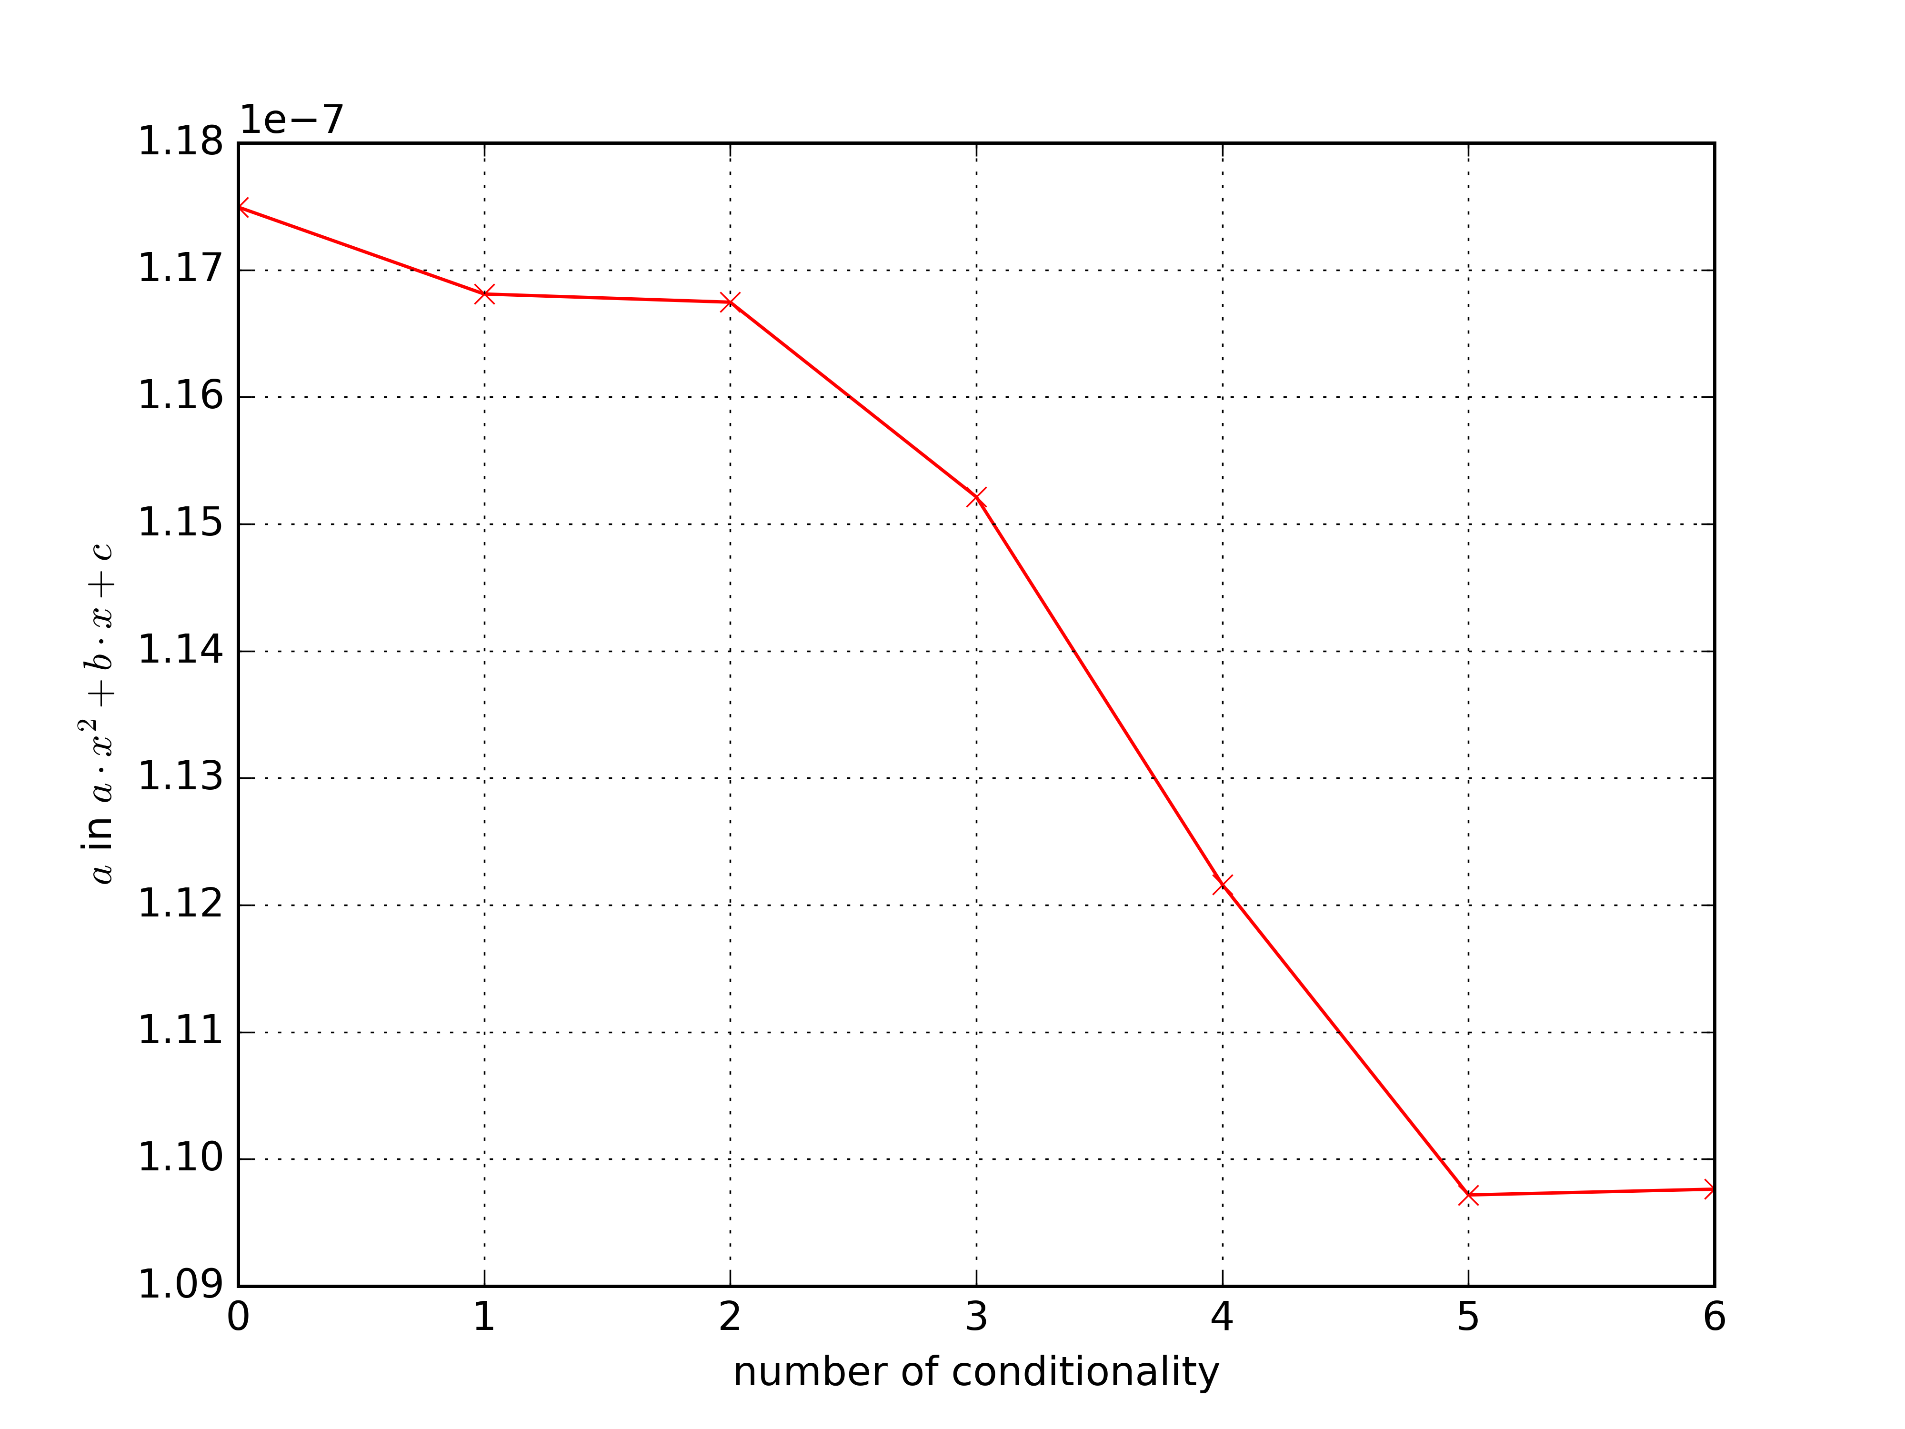 1e−7
1.18
1.17
1.16
1.15
1.14
1.13
1.12
1.11
1.10
1.09
0 1 2 3 4 5 6
number of conditionality
a in a · x² + b · x + c